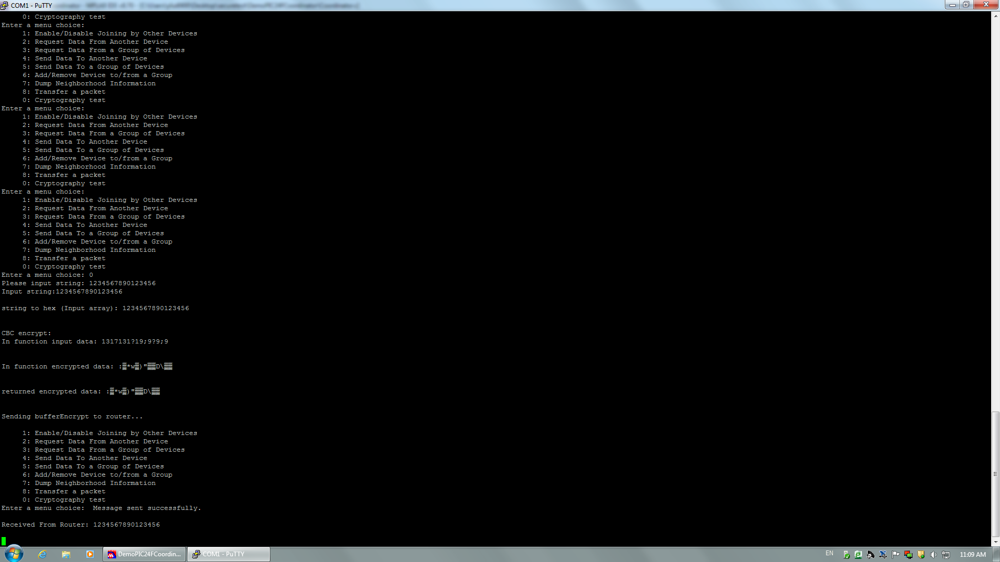 COM1 - PuTTY
0: Cryptography test
Enter a menu choice:
1: Enable/Disable Joining by Other Devices
2: Request Data From Another Device
3: Request Data From a Group of Devices
4: Send Data To Another Device
5: Send Data To a Group of Devices
6: Add/Remove Device to/from a Group
7: Dump Neighborhood Information
8: Transfer a packet
0: Cryptography test
Enter a menu choice:
1: Enable/Disable Joining by Other Devices
2: Request Data From Another Device
3: Request Data From a Group of Devices
4: Send Data To Another Device
5: Send Data To a Group of Devices
6: Add/Remove Device to/from a Group
7: Dump Neighborhood Information
8: Transfer a packet
0: Cryptography test
Enter a menu choice:
1: Enable/Disable Joining by Other Devices
2: Request Data From Another Device
3: Request Data From a Group of Devices
4: Send Data To Another Device
5: Send Data To a Group of Devices
6: Add/Remove Device to/from a Group
7: Dump Neighborhood Information
8: Transfer a packet
0: Cryptography test
Enter a menu choice: 0
Please input string: 1234567890123456
Input string:1234567890123456
string to hex (Input array): 1234567890123456
CBC encrypt:
In function input data: 1317131?19;9?9;9
In function encrypted data: :▒*w▒)"▒▒D\▒▒
returned encrypted data: :▒*w▒)"▒▒D\▒▒
Sending bufferEncrypt to router...
1: Enable/Disable Joining by Other Devices
2: Request Data From Another Device
3: Request Data From a Group of Devices
4: Send Data To Another Device
5: Send Data To a Group of Devices
6: Add/Remove Device to/from a Group
7: Dump Neighborhood Information
8: Transfer a packet
0: Cryptography test
Enter a menu choice:  Message sent successfully.
Received From Router: 1234567890123456
DemoPIC24FCoordin...
COM1 - PuTTY
EN
11:09 AM